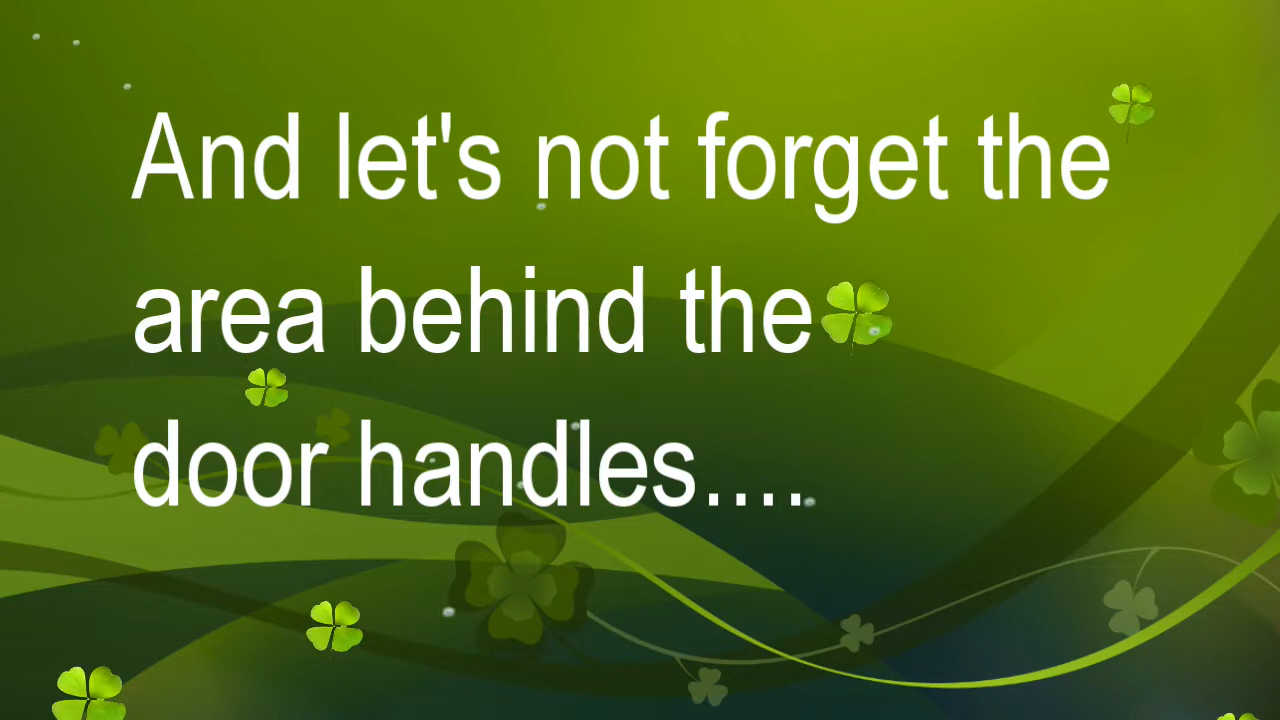 And let's not forget the
area behind the
door handles....